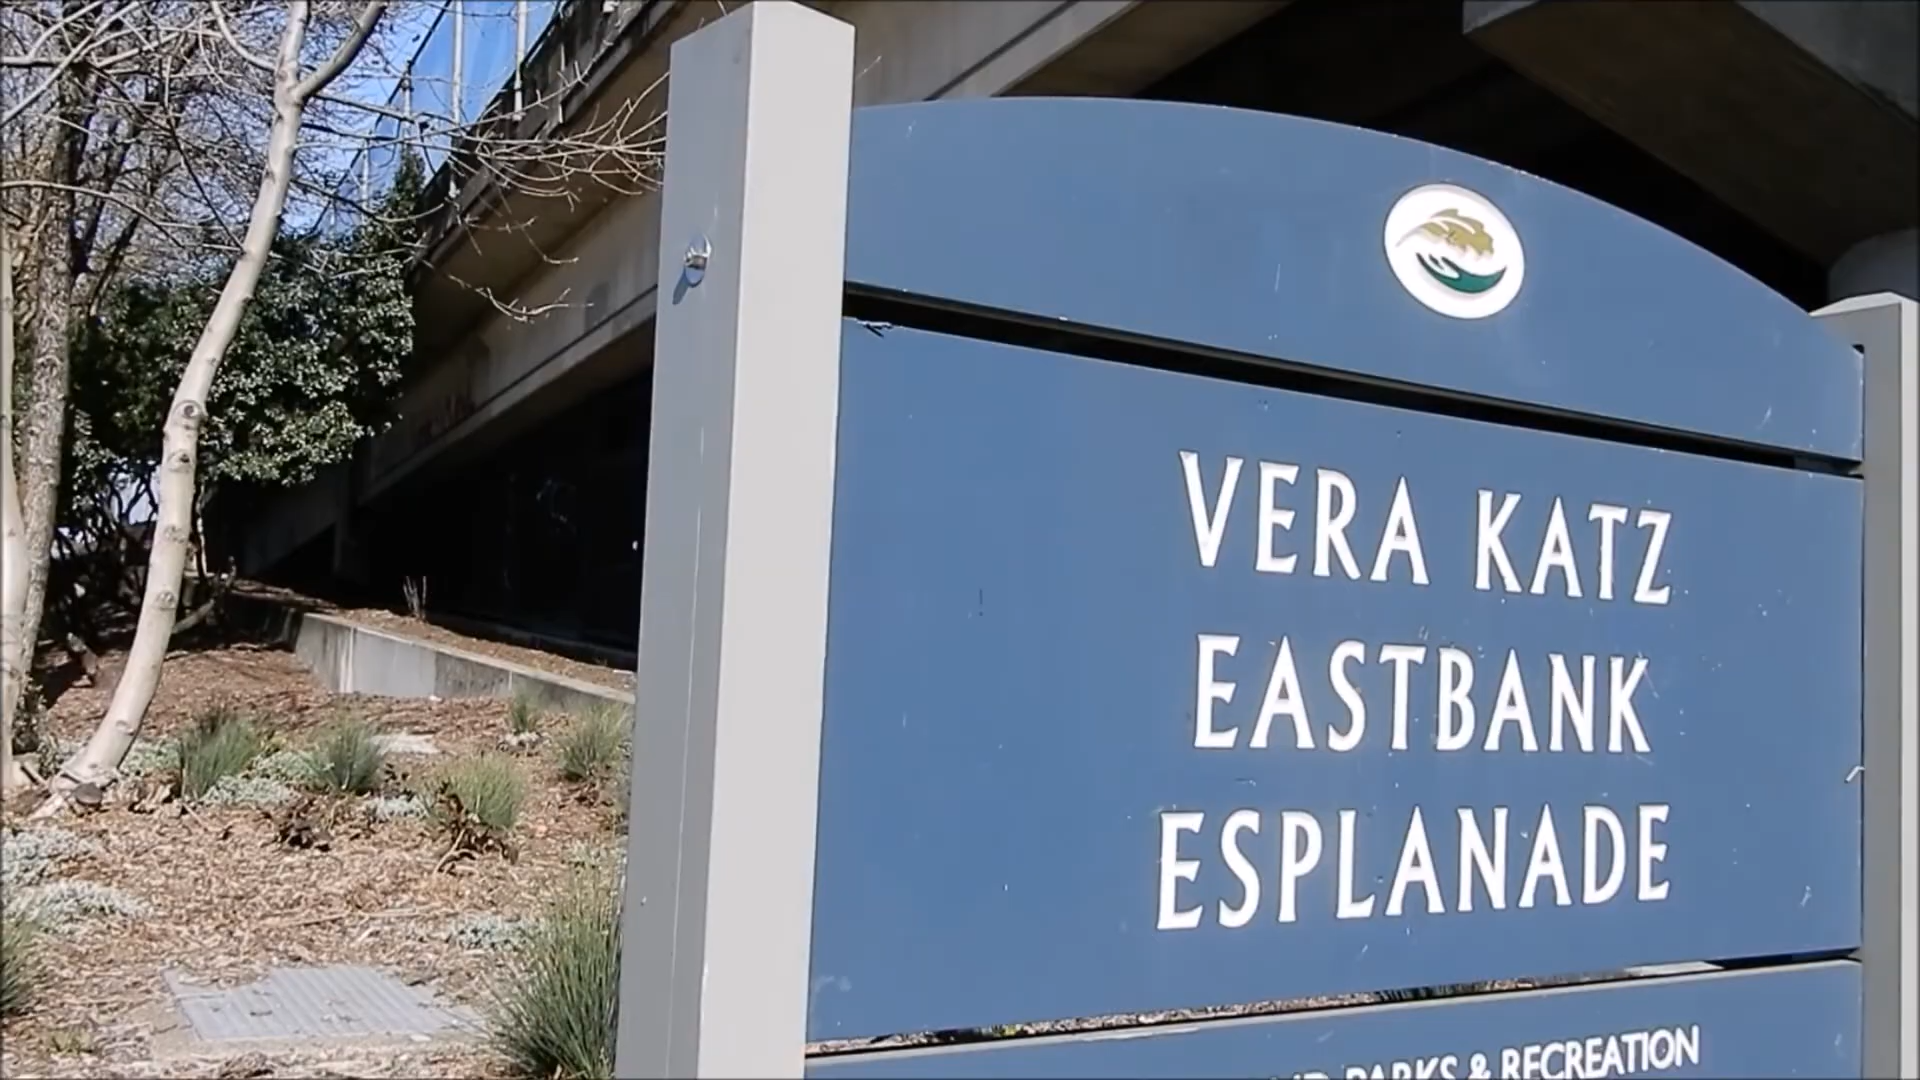 VERA KATZ
EASTBANK
ESPLANADE
PARKS & RECREATION